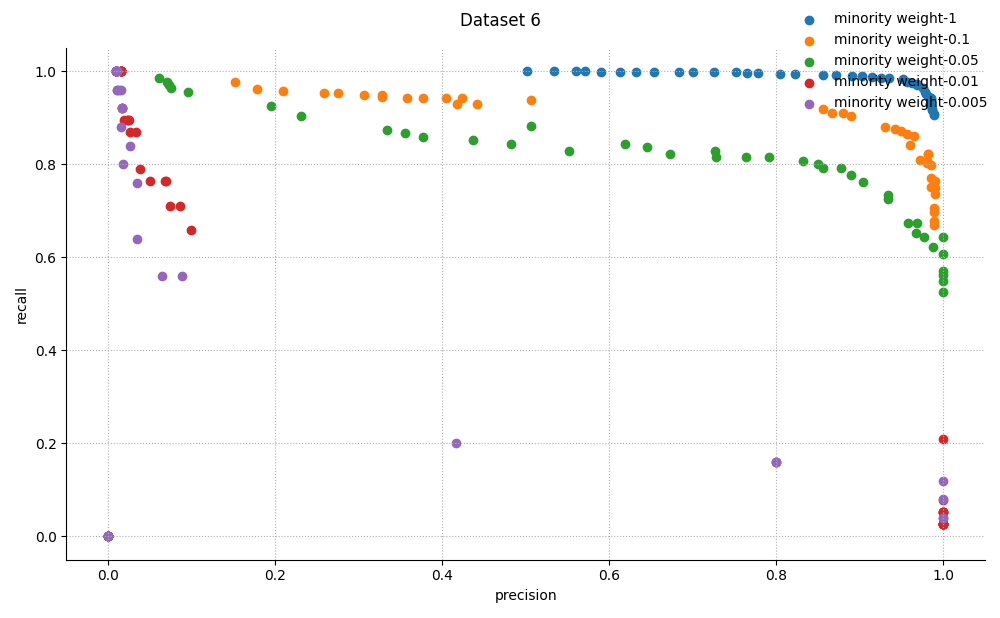 Dataset 6
minority weight-1
minority weight-0.1
minority weight-0.05
minority weight-0.01
minority weight-0.005
1.0
0.8
0.6
0.4
0.2
0.0
recall
0.0 0.2 0.4 0.6 0.8 1.0
precision